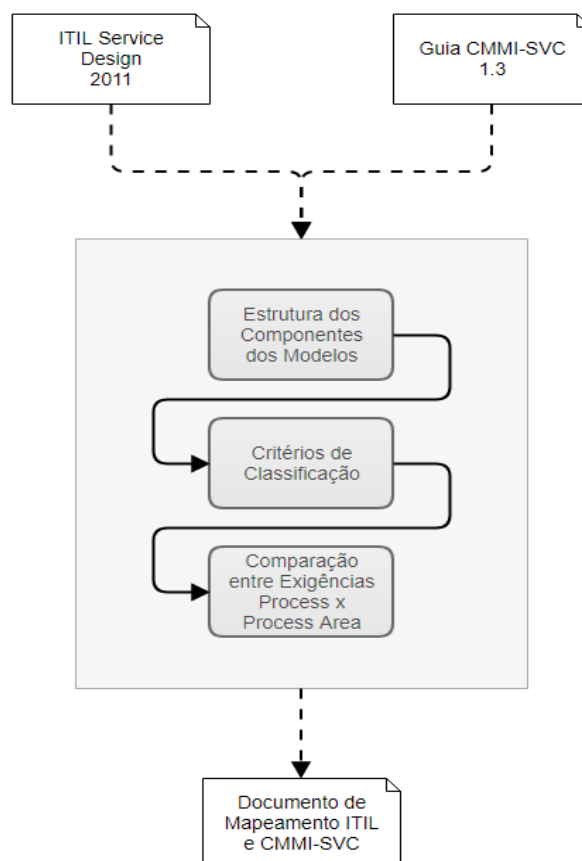 ITIL Service
Design
2011
Guia CMMI-SVC
1.3
Estrutura dos
Componentes
dos Modelos
Critérios de
Classificação
Comparação
entre Exigências
Process x
Process Area
Documento de
Mapeamento ITIL
e CMMI-SVC